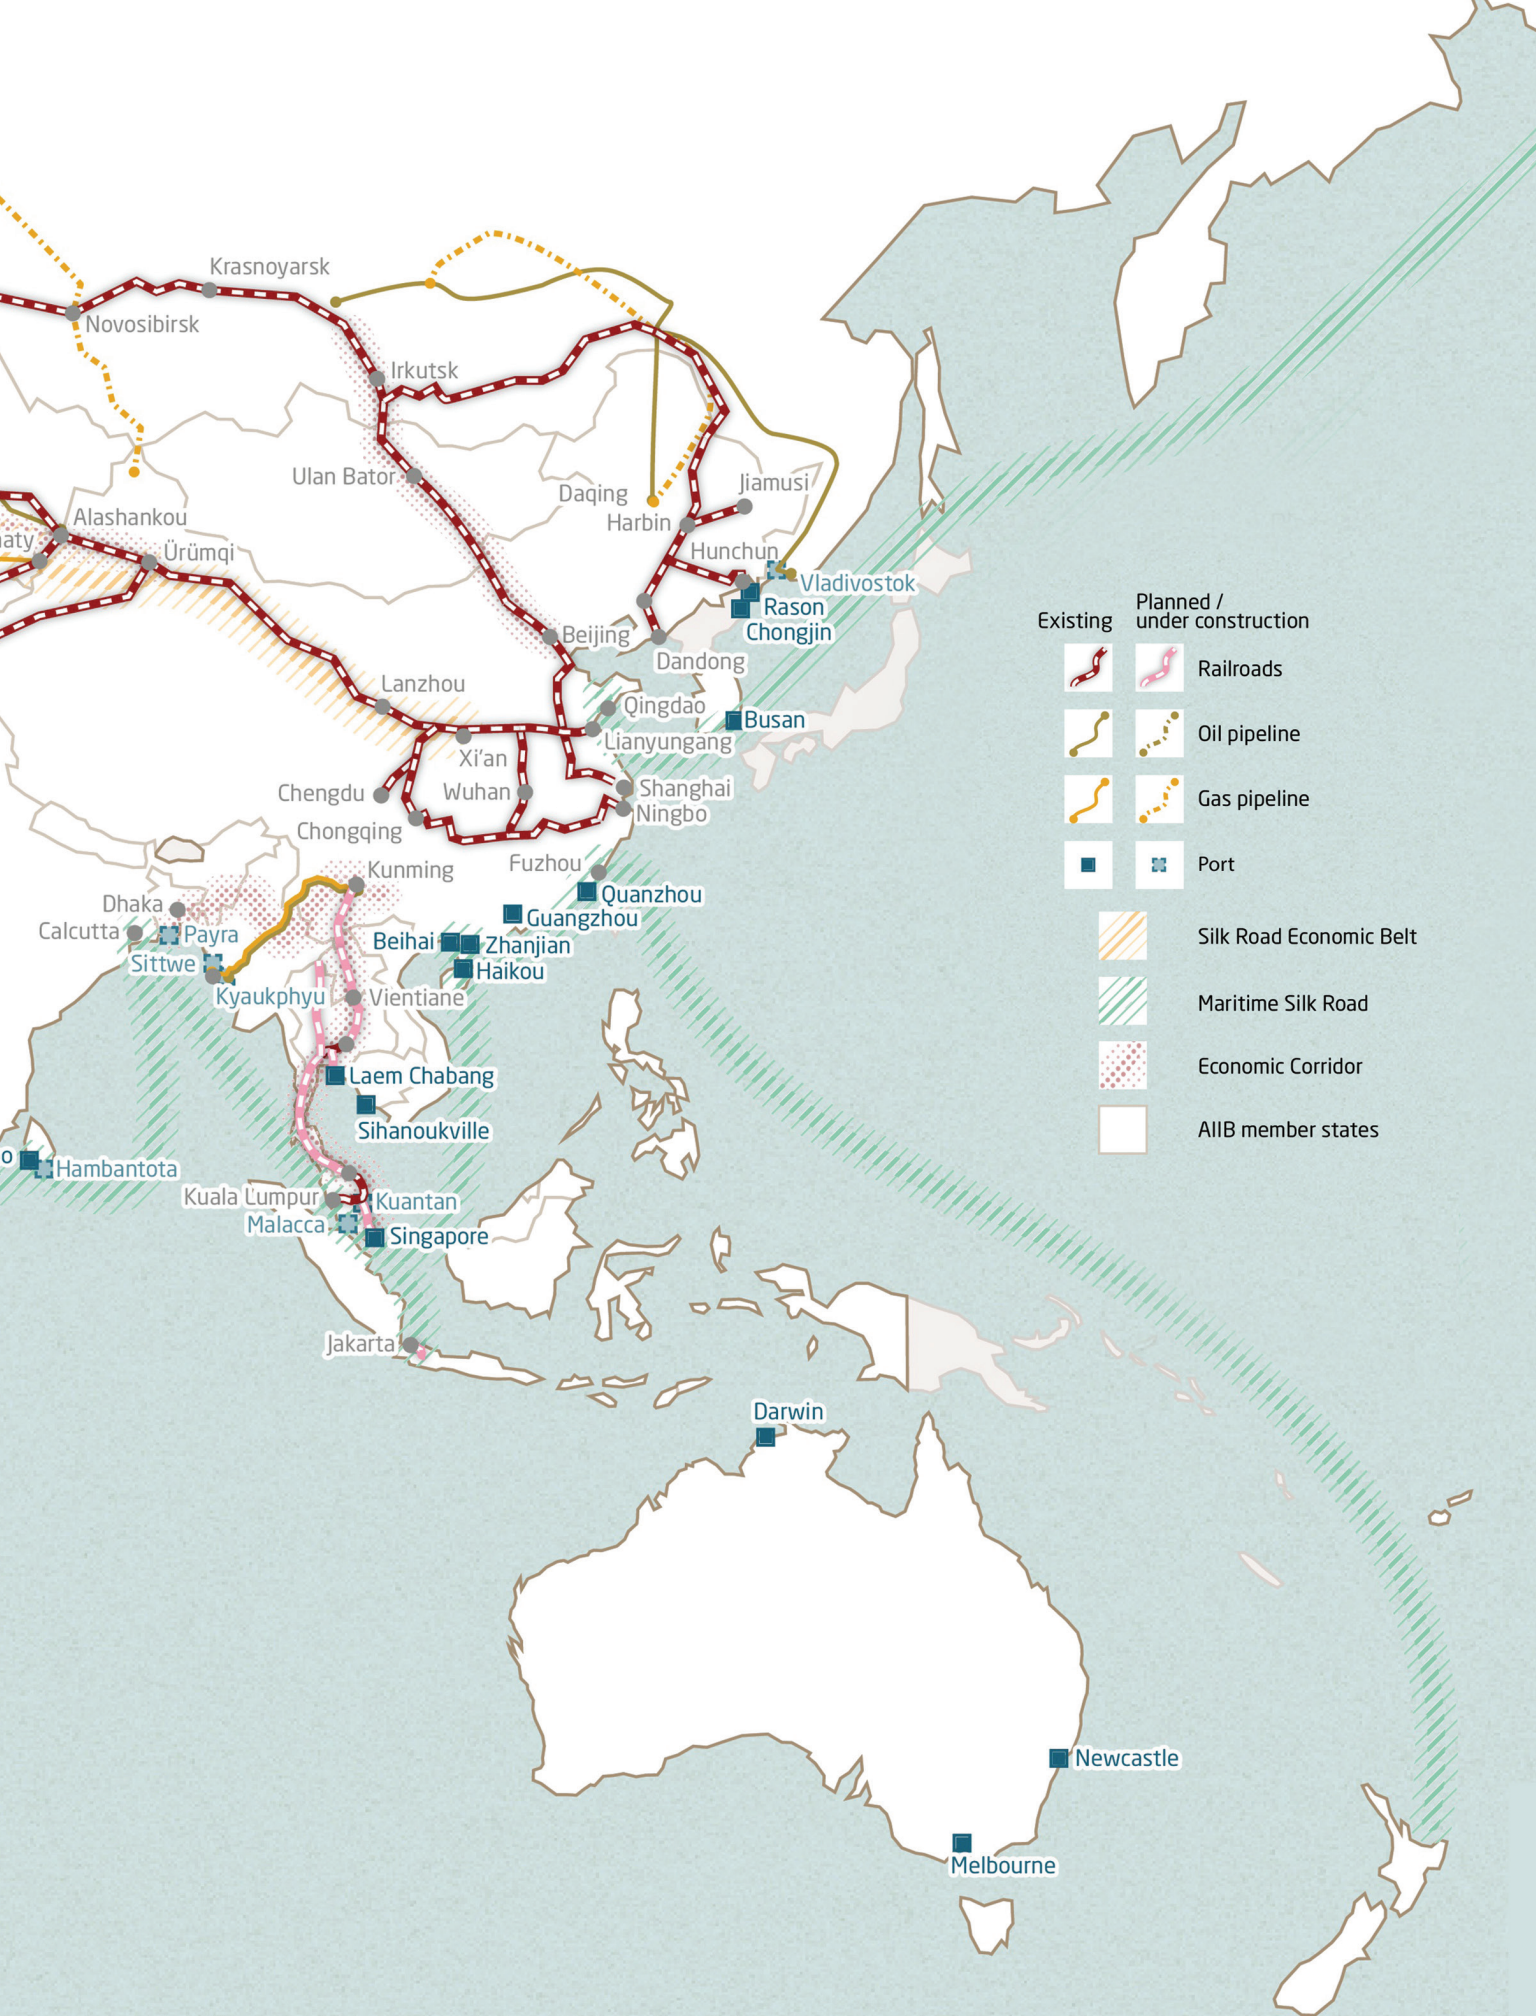 Krasnoyarsk
Novosibirsk
Irkutsk
Ulan Bator
Daqing
Jiamusi
Harbin
Alashankou
aty
Ürümqi
Hunchun
Vladivostok
Rason
Chongjin
Beijing
Dandong
Lanzhou
Qingdao
Busan
Lianyungang
Xi'an
Chengdu
Wuhan
Shanghai
Ningbo
Chongqing
Fuzhou
Kunming
Quanzhou
Dhaka
Guangzhou
Calcutta
Payra
Beihai
Zhanjian
Sittwe
Haikou
Kyaukphyu
Vientiane
Laem Chabang
Sihanoukville
o
Hambantota
Kuala Lumpur
Kuantan
Malacca
Singapore
Jakarta
Darwin
Newcastle
Melbourne
Existing
Planned /
under construction
Railroads
Oil pipeline
Gas pipeline
Port
Silk Road Economic Belt
Maritime Silk Road
Economic Corridor
AIIB member states